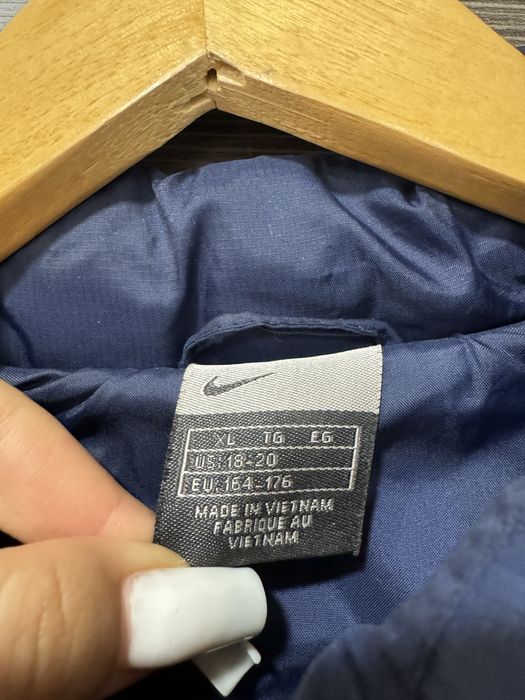 XL TG EG
US: 18-20
EU: 164-176
MADE IN VIETNAM
FABRIQUE AU
VIETNAM